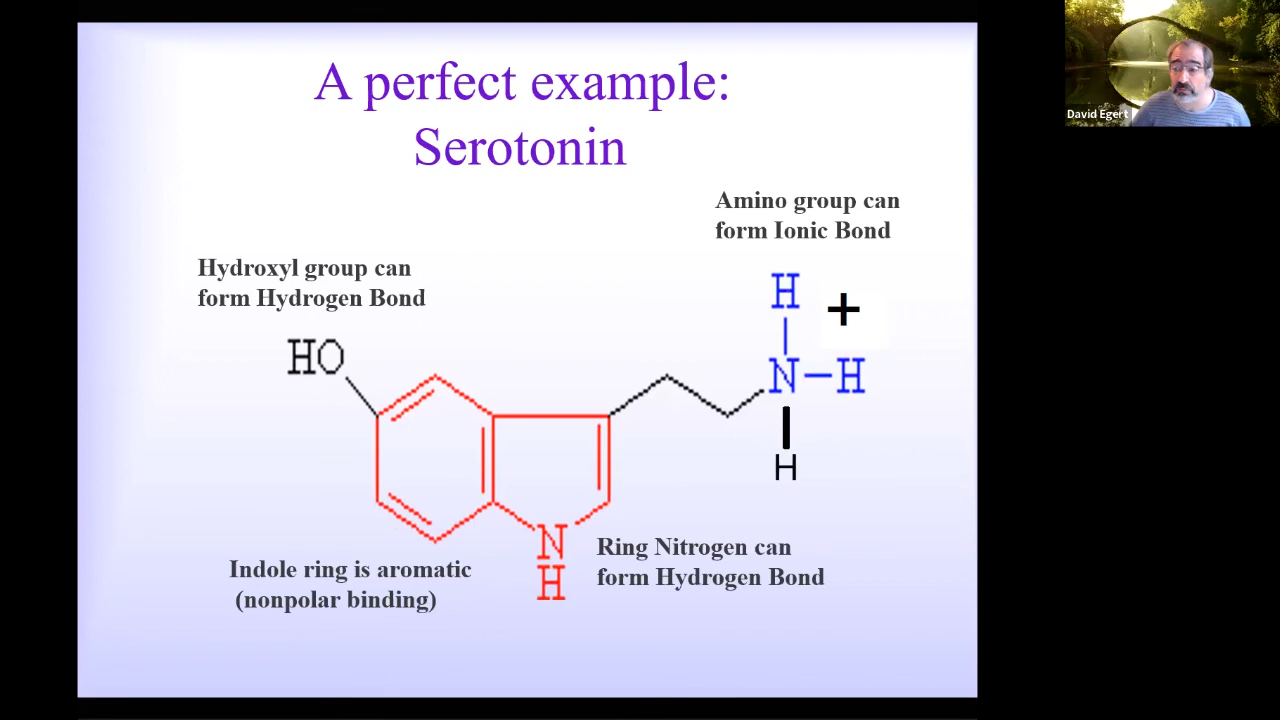 A perfect example:
Serotonin
Amino group can
form Ionic Bond
Hydroxyl group can
form Hydrogen Bond
H
+
HO
N
H
H
N
H
Ring Nitrogen can
form Hydrogen Bond
Indole ring is aromatic
(nonpolar binding)
David Egert